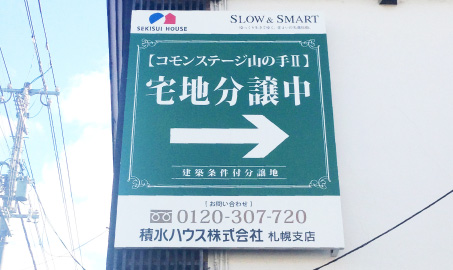 SEKISUI HOUSE
SLOW & SMART
【コモンステージ山の手Ⅱ】
宅地分譲中
建築条件付分譲地
［お問い合わせ］
0120-307-720
積水ハウス株式会社 札幌支店